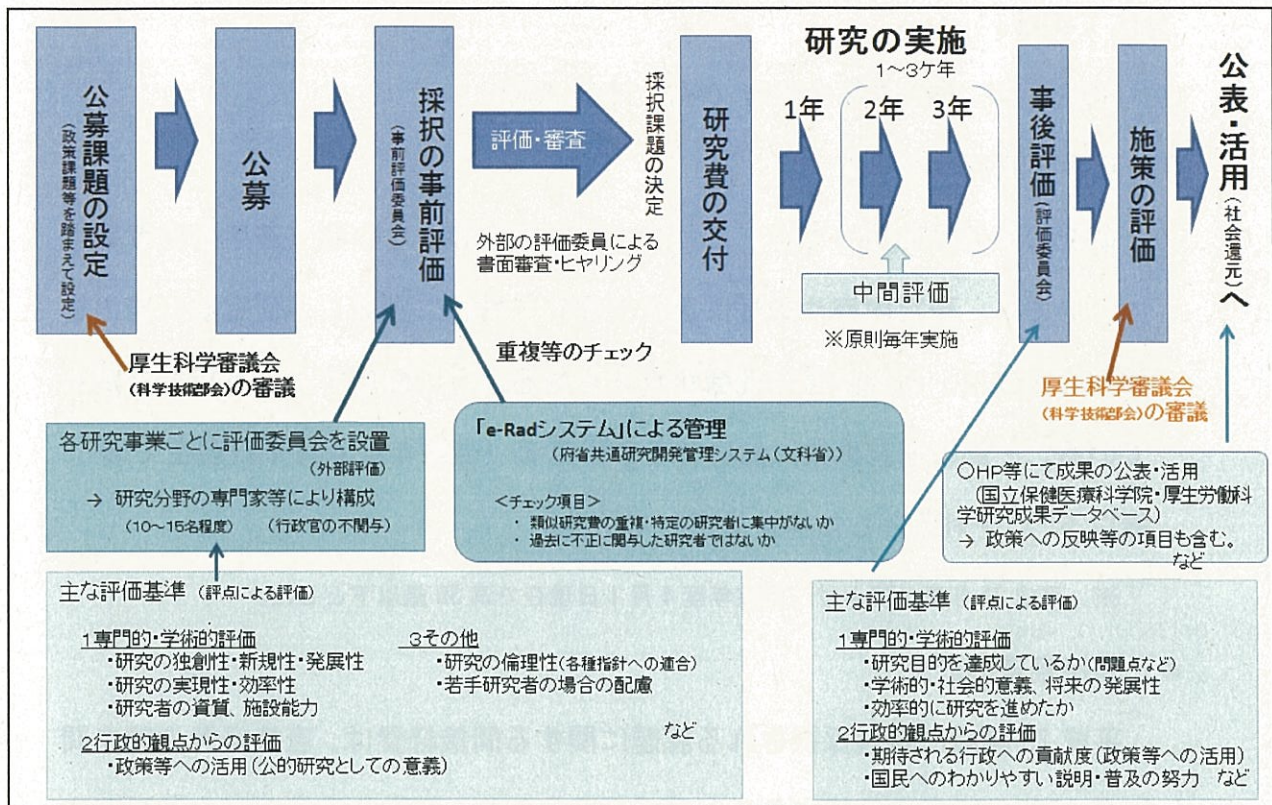 公募課題の設定
(政策課題等を踏まえて設定)
公募
採択の事前評価
(事前評価委員会)
評価・審査
採択課題の決定
外部の評価委員による
書面審査・ヒヤリング
研究費の交付
研究の実施
1～3ケ年
1年
2年
3年
中間評価
※原則毎年実施
事後評価(評価委員会)
施策の評価
公表・活用(社会還元)へ
厚生科学審議会
(科学技術部会)の審議
重複等のチェック
厚生科学審議会
(科学技術部会)の審議
各研究事業ごとに評価委員会を設置
(外部評価)
→ 研究分野の専門家等により構成
(10～15名程度) (行政官の不関与)
「e-Radシステム」による管理
(府省共通研究開発管理システム(文科省))
＜チェック項目＞
・ 類似研究費の重複・特定の研究者に集中がないか
・ 過去に不正に関与した研究者ではないか
○HP等にて成果の公表・活用
(国立保健医療科学院・厚生労働科
学研究成果データベース)
→ 政策への反映等の項目も含む。
など
主な評価基準 (評点による評価)
1専門的・学術的評価
・研究の独創性・新規性・発展性
・研究の実現性・効率性
・研究者の資質、施設能力
2行政的観点からの評価
・政策等への活用(公的研究としての意義)
3その他
・研究の倫理性(各種指針への適合)
・若手研究者の場合の配慮
など
主な評価基準 (評点による評価)
1専門的・学術的評価
・研究目的を達成しているか(問題点など)
・学術的・社会的意義、将来の発展性
・効率的に研究を進めたか
2行政的観点からの評価
・期待される行政への貢献度(政策等への活用)
・国民へのわかりやすい説明・普及の努力 など